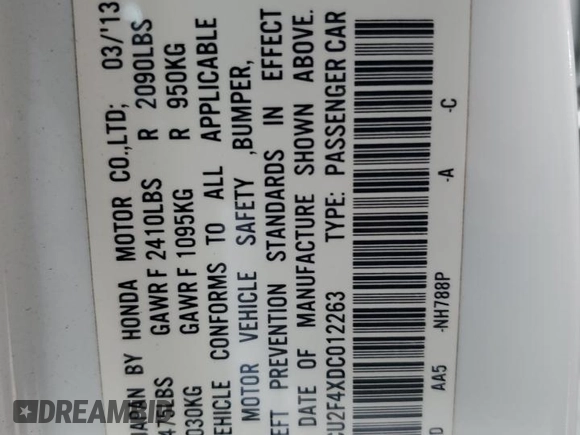 JAPAN BY HONDA MOTOR CO.,LTD; 03/'13
475LBS GAWR F 2410LBS R 2090LBS
030KG GAWR F 1095KG R 950KG
EHICLE CONFORMS TO ALL APPLICABLE
MOTOR VEHICLE SAFETY ,BUMPER,
EFT PREVENTION STANDARDS IN EFFECT
DATE OF MANUFACTURE SHOWN ABOVE.
CU2F4XDC012263 TYPE: PASSENGER CAR
AA5 -NH788P -A -C
DREAMBID